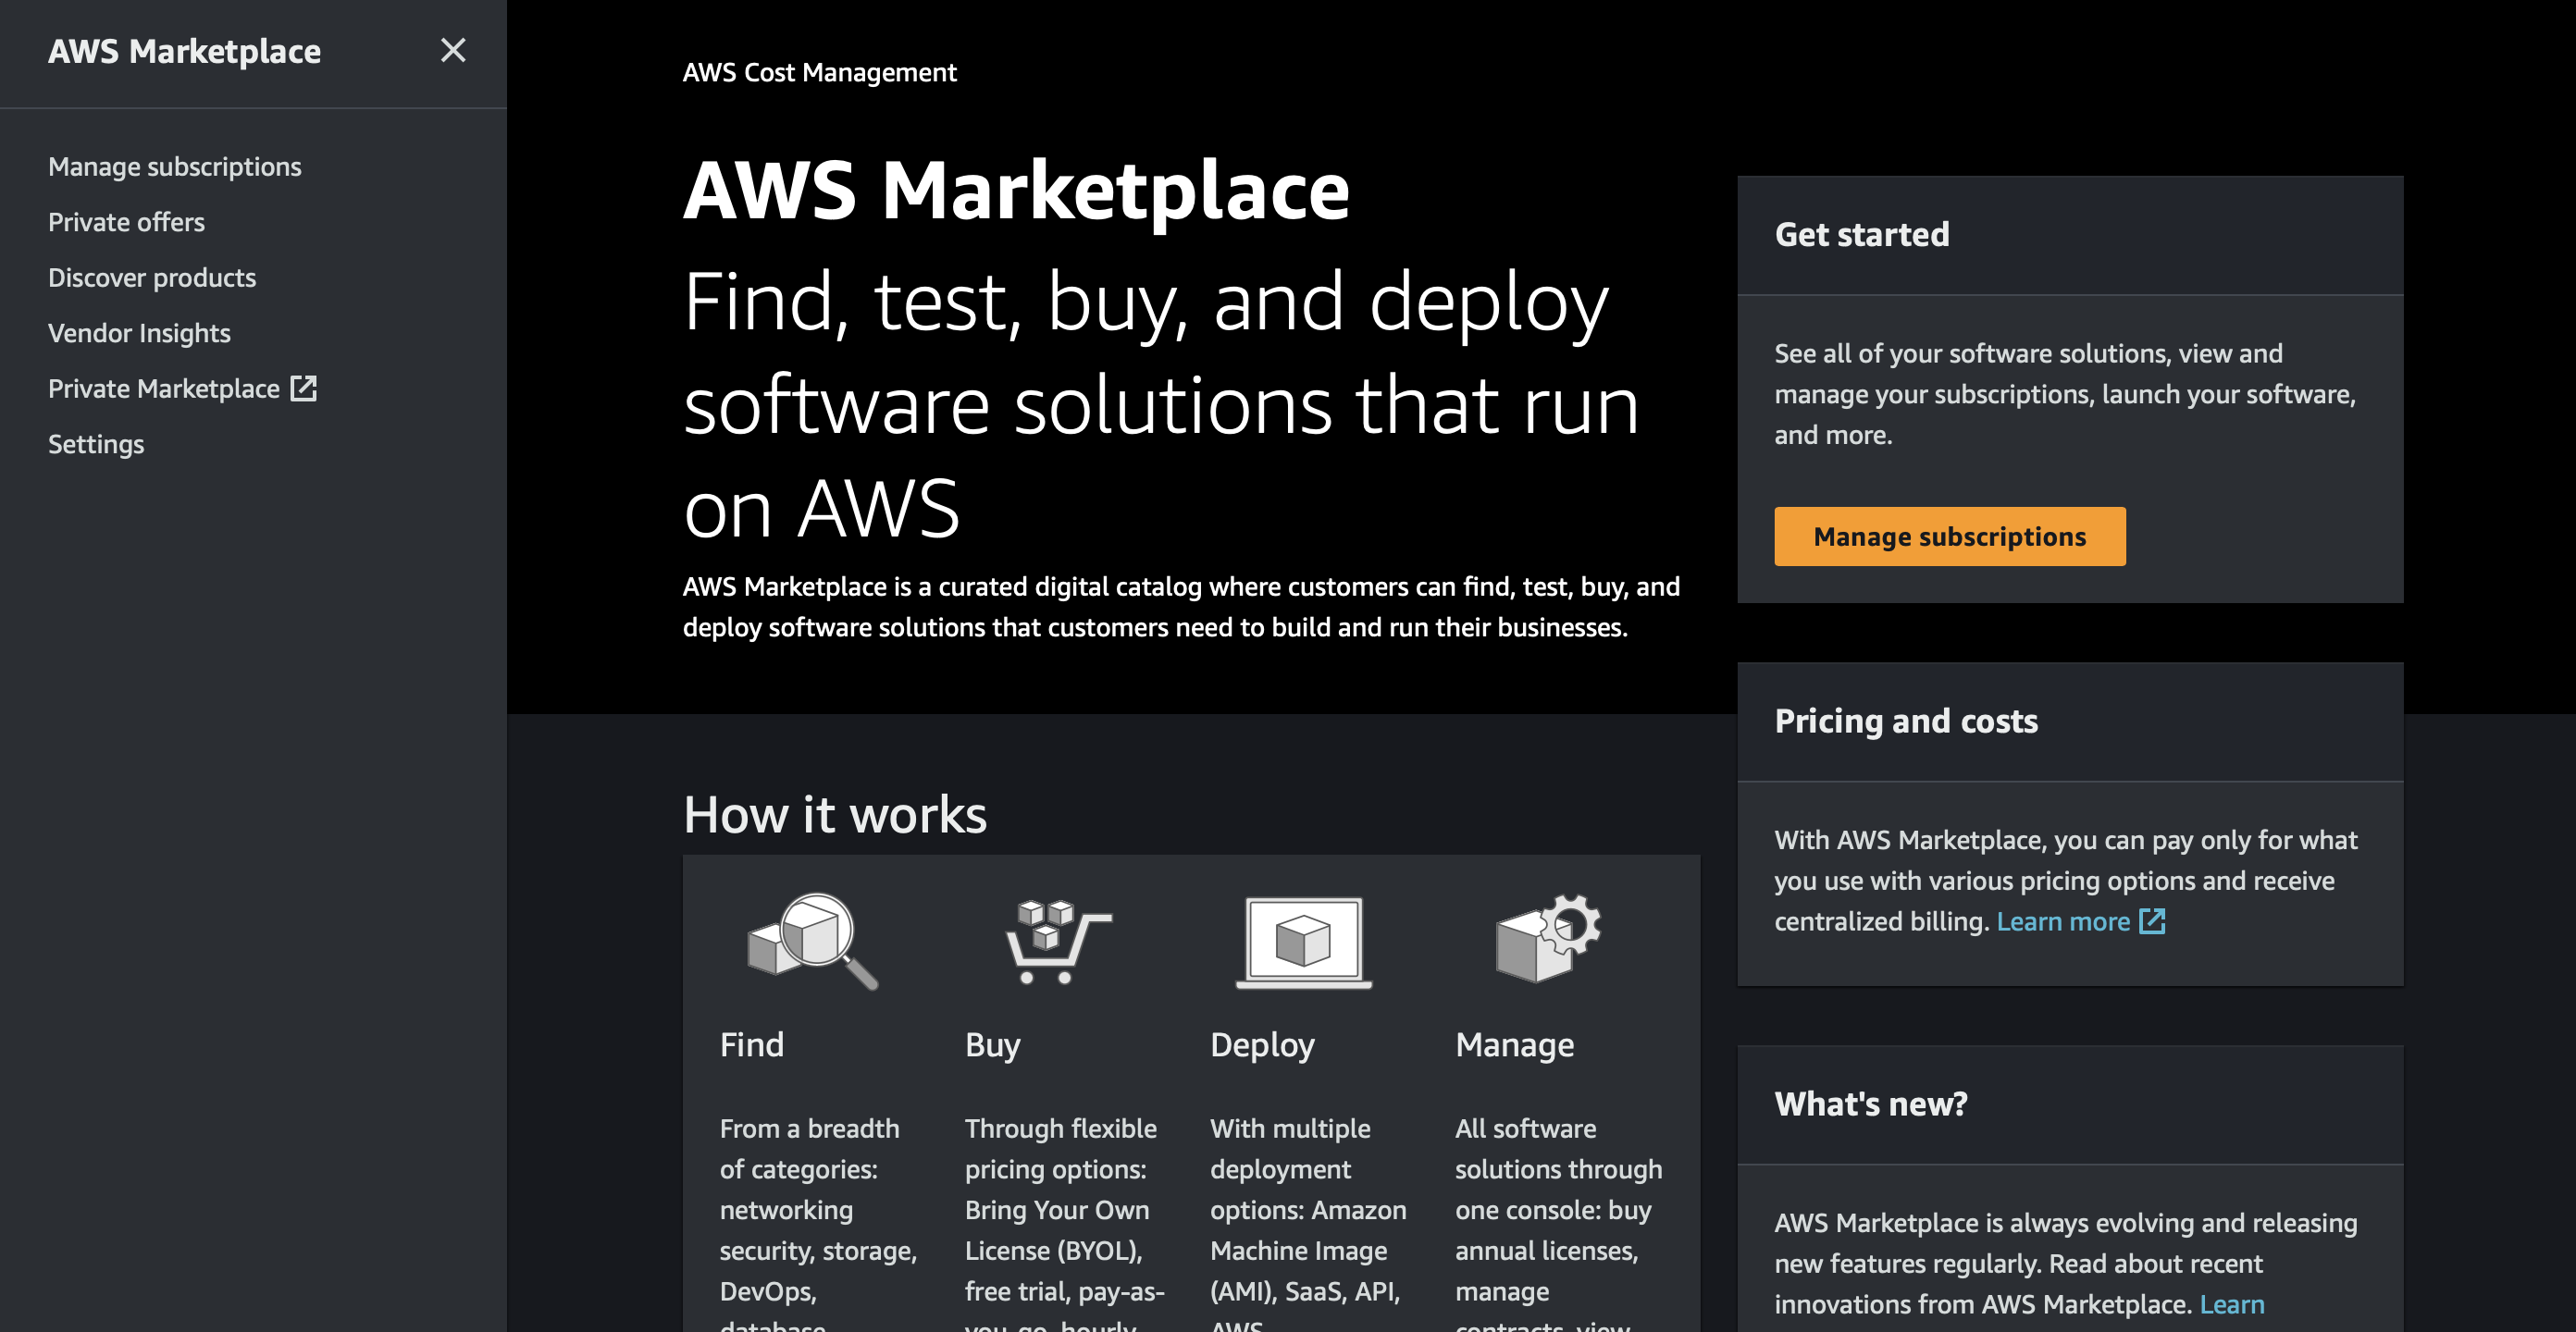 AWS Marketplace
Manage subscriptions
Private offers
Discover products
Vendor Insights
Private Marketplace
Settings
AWS Cost Management
AWS Marketplace
Find, test, buy, and deploy
software solutions that run
on AWS
AWS Marketplace is a curated digital catalog where customers can find, test, buy, and
deploy software solutions that customers need to build and run their businesses.
Get started
See all of your software solutions, view and
manage your subscriptions, launch your software,
and more.
Manage subscriptions
Pricing and costs
With AWS Marketplace, you can pay only for what
you use with various pricing options and receive
centralized billing. Learn more
What's new?
AWS Marketplace is always evolving and releasing
new features regularly. Read about recent
innovations from AWS Marketplace. Learn
How it works
Find
From a breadth
of categories:
networking
security, storage,
DevOps,
database
Buy
Through flexible
pricing options:
Bring Your Own
License (BYOL),
free trial, pay-as-
you-go, hourly
Deploy
With multiple
deployment
options: Amazon
Machine Image
(AMI), SaaS, API,
AWS
Manage
All software
solutions through
one console: buy
annual licenses,
manage
contracts, view